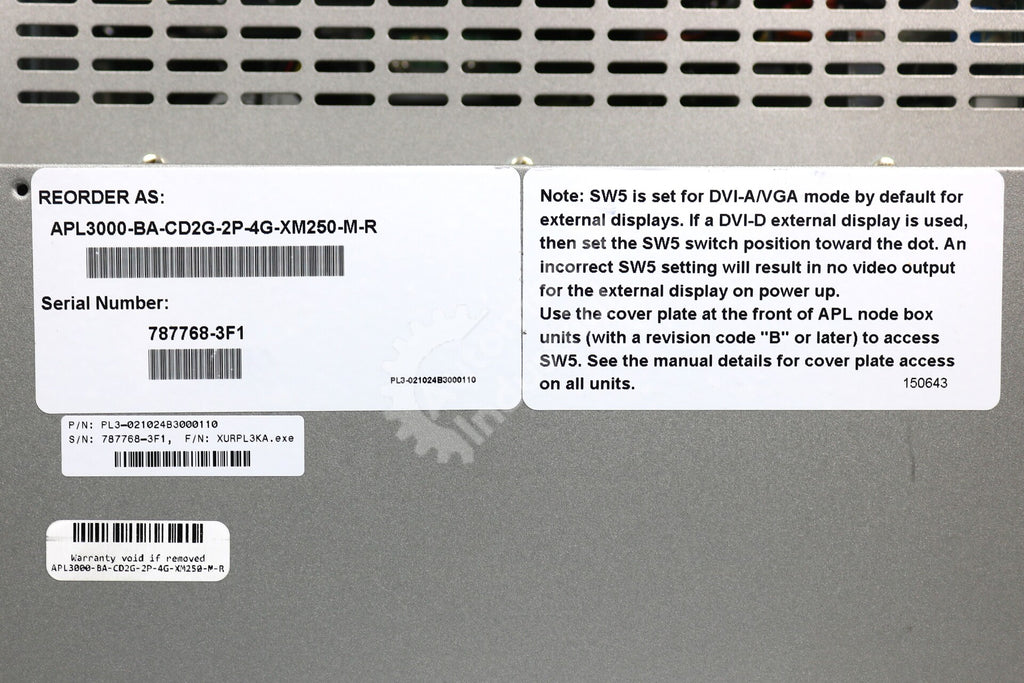 REORDER AS:
APL3000-BA-CD2G-2P-4G-XM250-M-R
Serial Number:
787768-3F1
PL3-021024B3000110
Note: SW5 is set for DVI-A/VGA mode by default for
external displays. If a DVI-D external display is used,
then set the SW5 switch position toward the dot. An
incorrect SW5 setting will result in no video output
for the external display on power up.
Use the cover plate at the front of APL node box
units (with a revision code "B" or later) to access
SW5. See the manual details for cover plate access
on all units.
150643
P/N: PL3-021024B3000110
S/N: 787768-3F1, F/N: XURPL3KA.exe
Warranty void if removed
APL3000-BA-CD2G-2P-4G-XM250-M-R